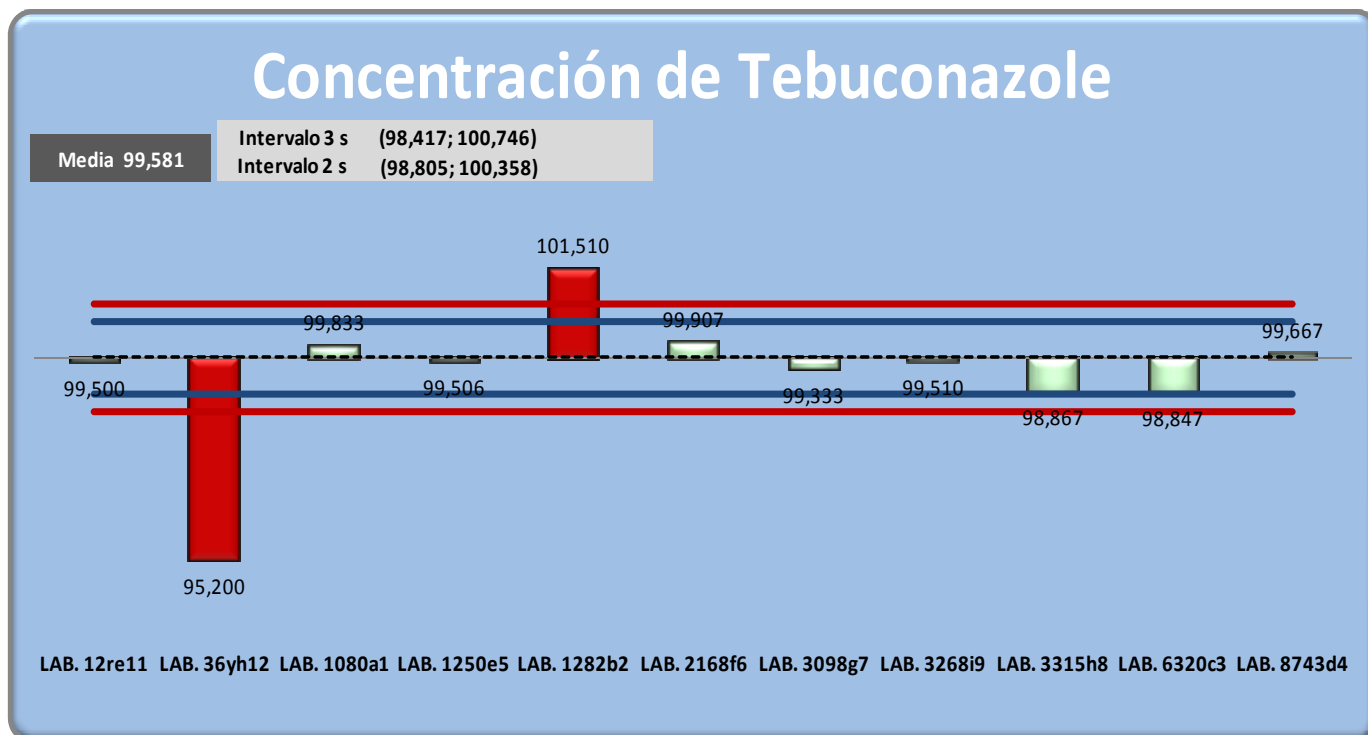 Concentración de Tebuconazole
Media 99,581
Intervalo 3 s (98,417; 100,746)
Intervalo 2 s (98,805; 100,358)
101,510
99,833
99,907
99,667
99,500
99,506
99,333
99,510
98,867
98,847
95,200
LAB. 12re11 LAB. 36yh12 LAB. 1080a1 LAB. 1250e5 LAB. 1282b2 LAB. 2168f6 LAB. 3098g7 LAB. 3268i9 LAB. 3315h8 LAB. 6320c3 LAB. 8743d4